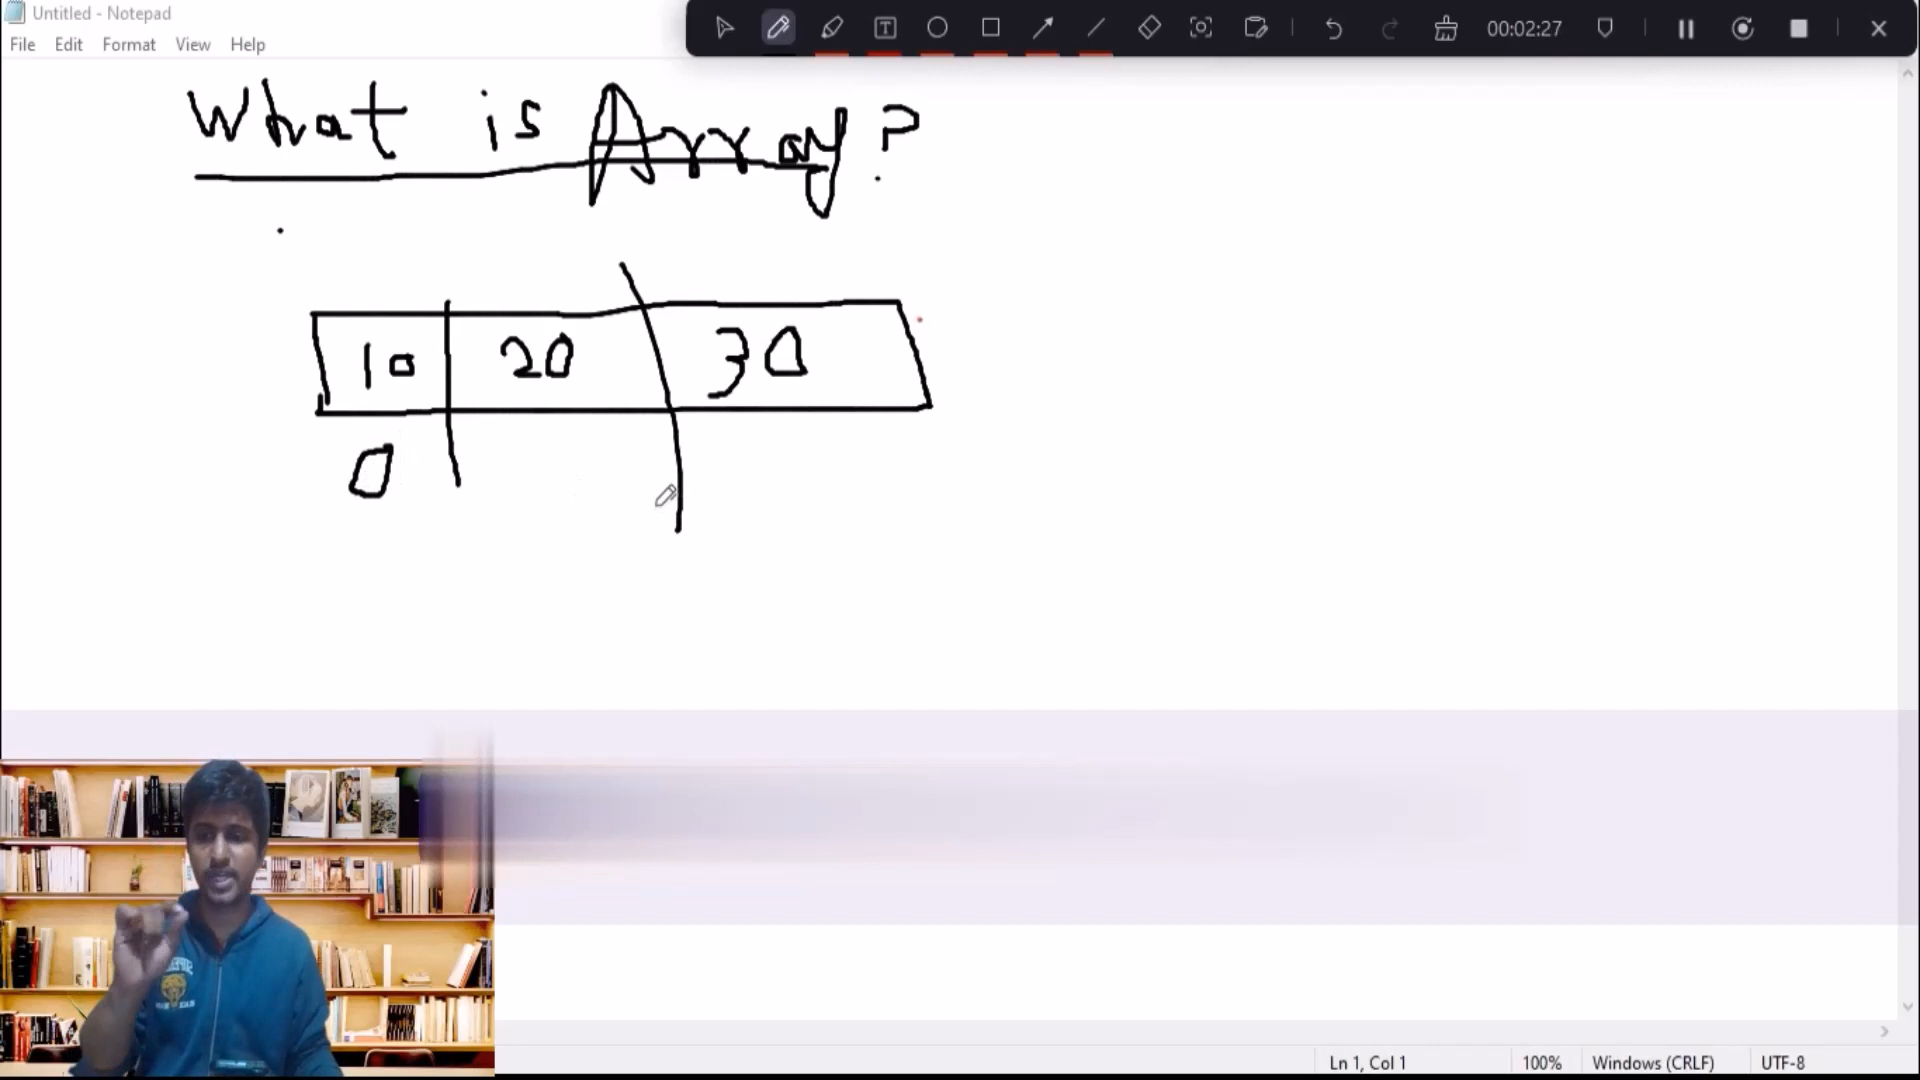 Untitled - Notepad
00:02:27
File Edit Format View Help
What is Array?
10 20 30
0
Ln 1, Col 1 100% Windows (CRLF) UTF-8